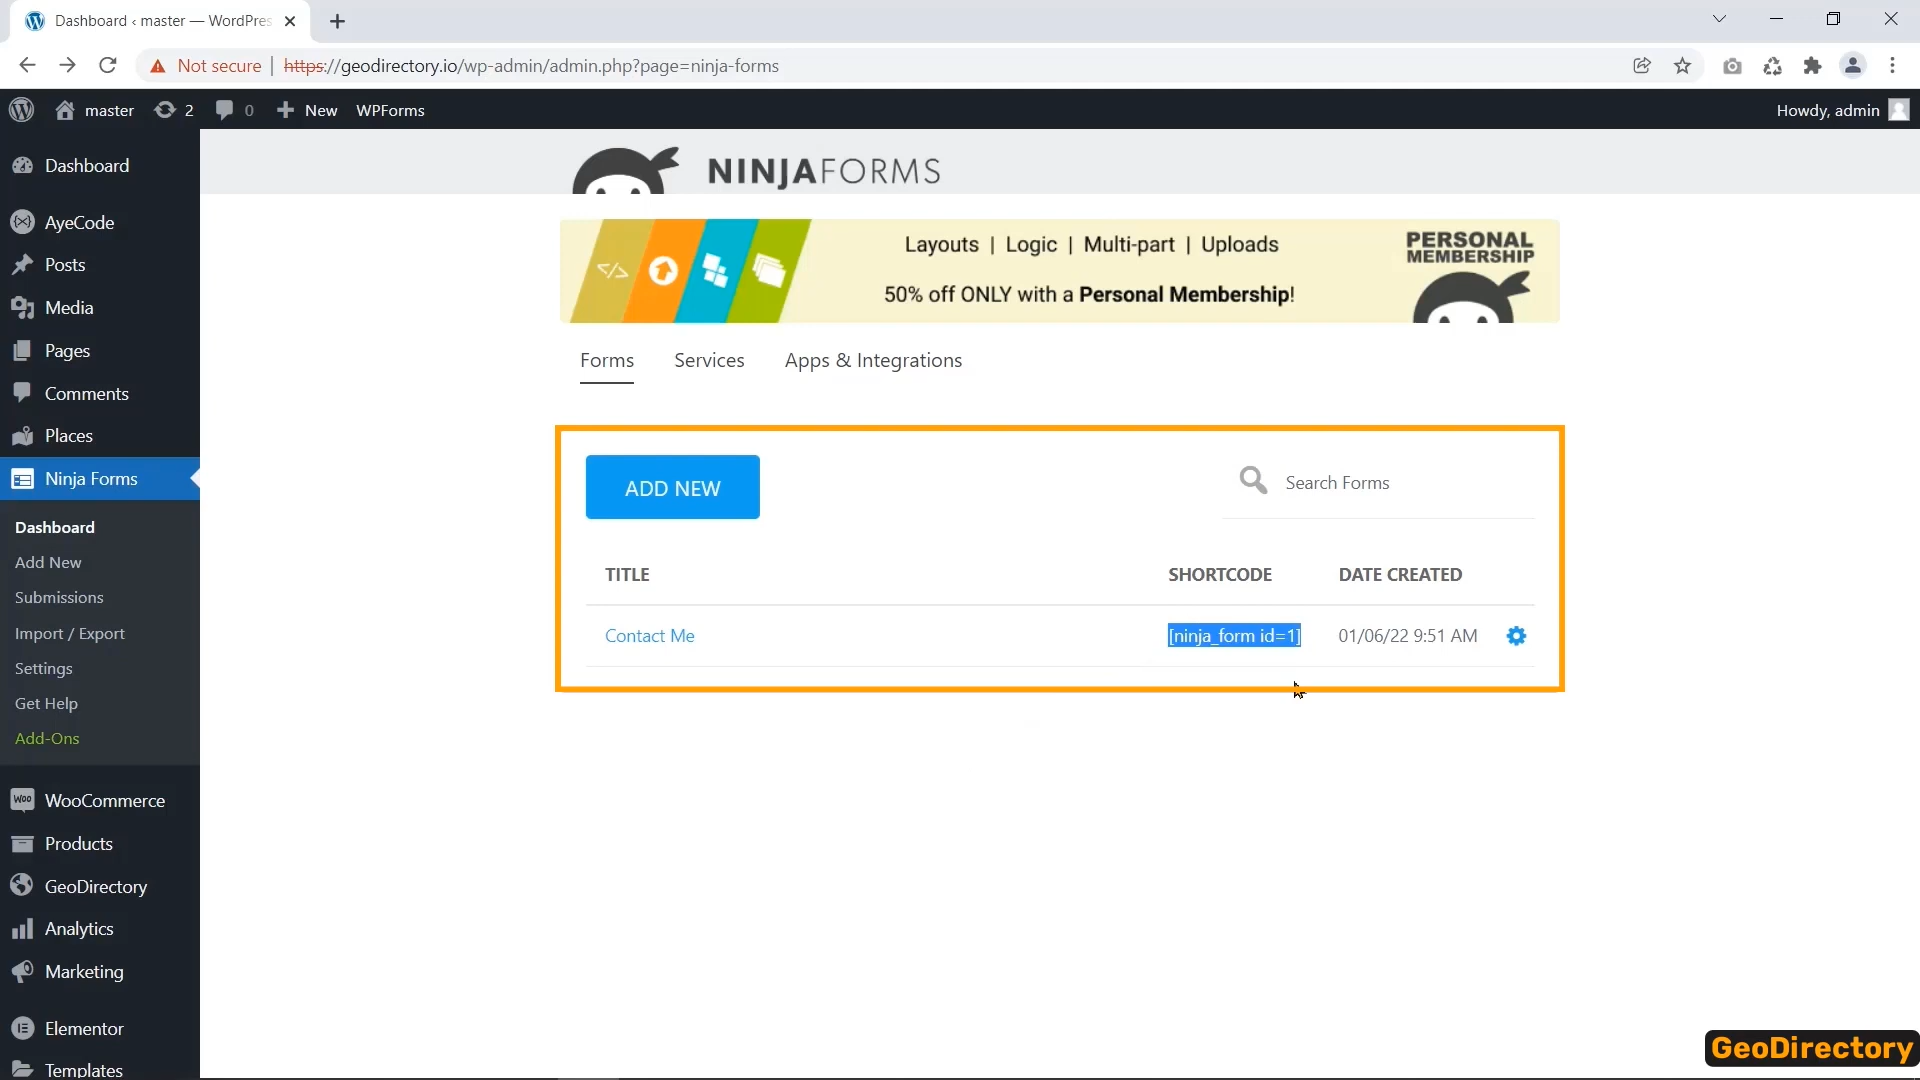 Dashboard ‹ master — WordPres
Not secure | https://geodirectory.io/wp-admin/admin.php?page=ninja-forms
master 2 0 New WPForms Howdy, admin
Dashboard
AyeCode
Posts
Media
Pages
Comments
Places
Ninja Forms
Dashboard
Add New
Submissions
Import / Export
Settings
Get Help
Add-Ons
WooCommerce
Products
GeoDirectory
Analytics
Marketing
Elementor
Templates
NINJAFORMS
Layouts | Logic | Multi-part | Uploads
50% off ONLY with a Personal Membership!
PERSONAL
MEMBERSHIP
Forms Services Apps & Integrations
ADD NEW
Search Forms
TITLE SHORTCODE DATE CREATED
Contact Me [ninja_form id=1] 01/06/22 9:51 AM
GeoDirectory